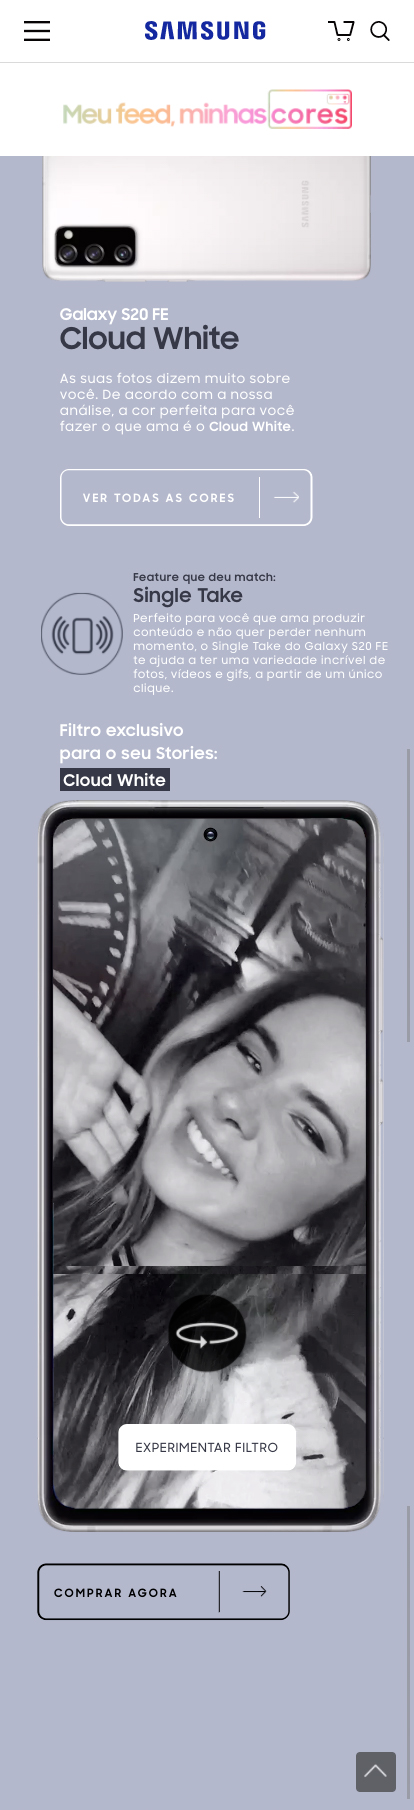 SAMSUNG
Meu feed, minhas cores
SAMSUNG
Galaxy S20 FE
Cloud White
As suas fotos dizem muito sobre
você. De acordo com a nossa
análise, a cor perfeita para você
fazer o que ama é o Cloud White.
VER TODAS AS CORES
Feature que deu match:
Single Take
Perfeito para você que ama produzir
conteúdo e não quer perder nenhum
momento, o Single Take do Galaxy S20 FE
te ajuda a ter uma variedade incrível de
fotos, vídeos e gifs, a partir de um único
clique.
Filtro exclusivo
para o seu Stories:
Cloud White
EXPERIMENTAR FILTRO
COMPRAR AGORA